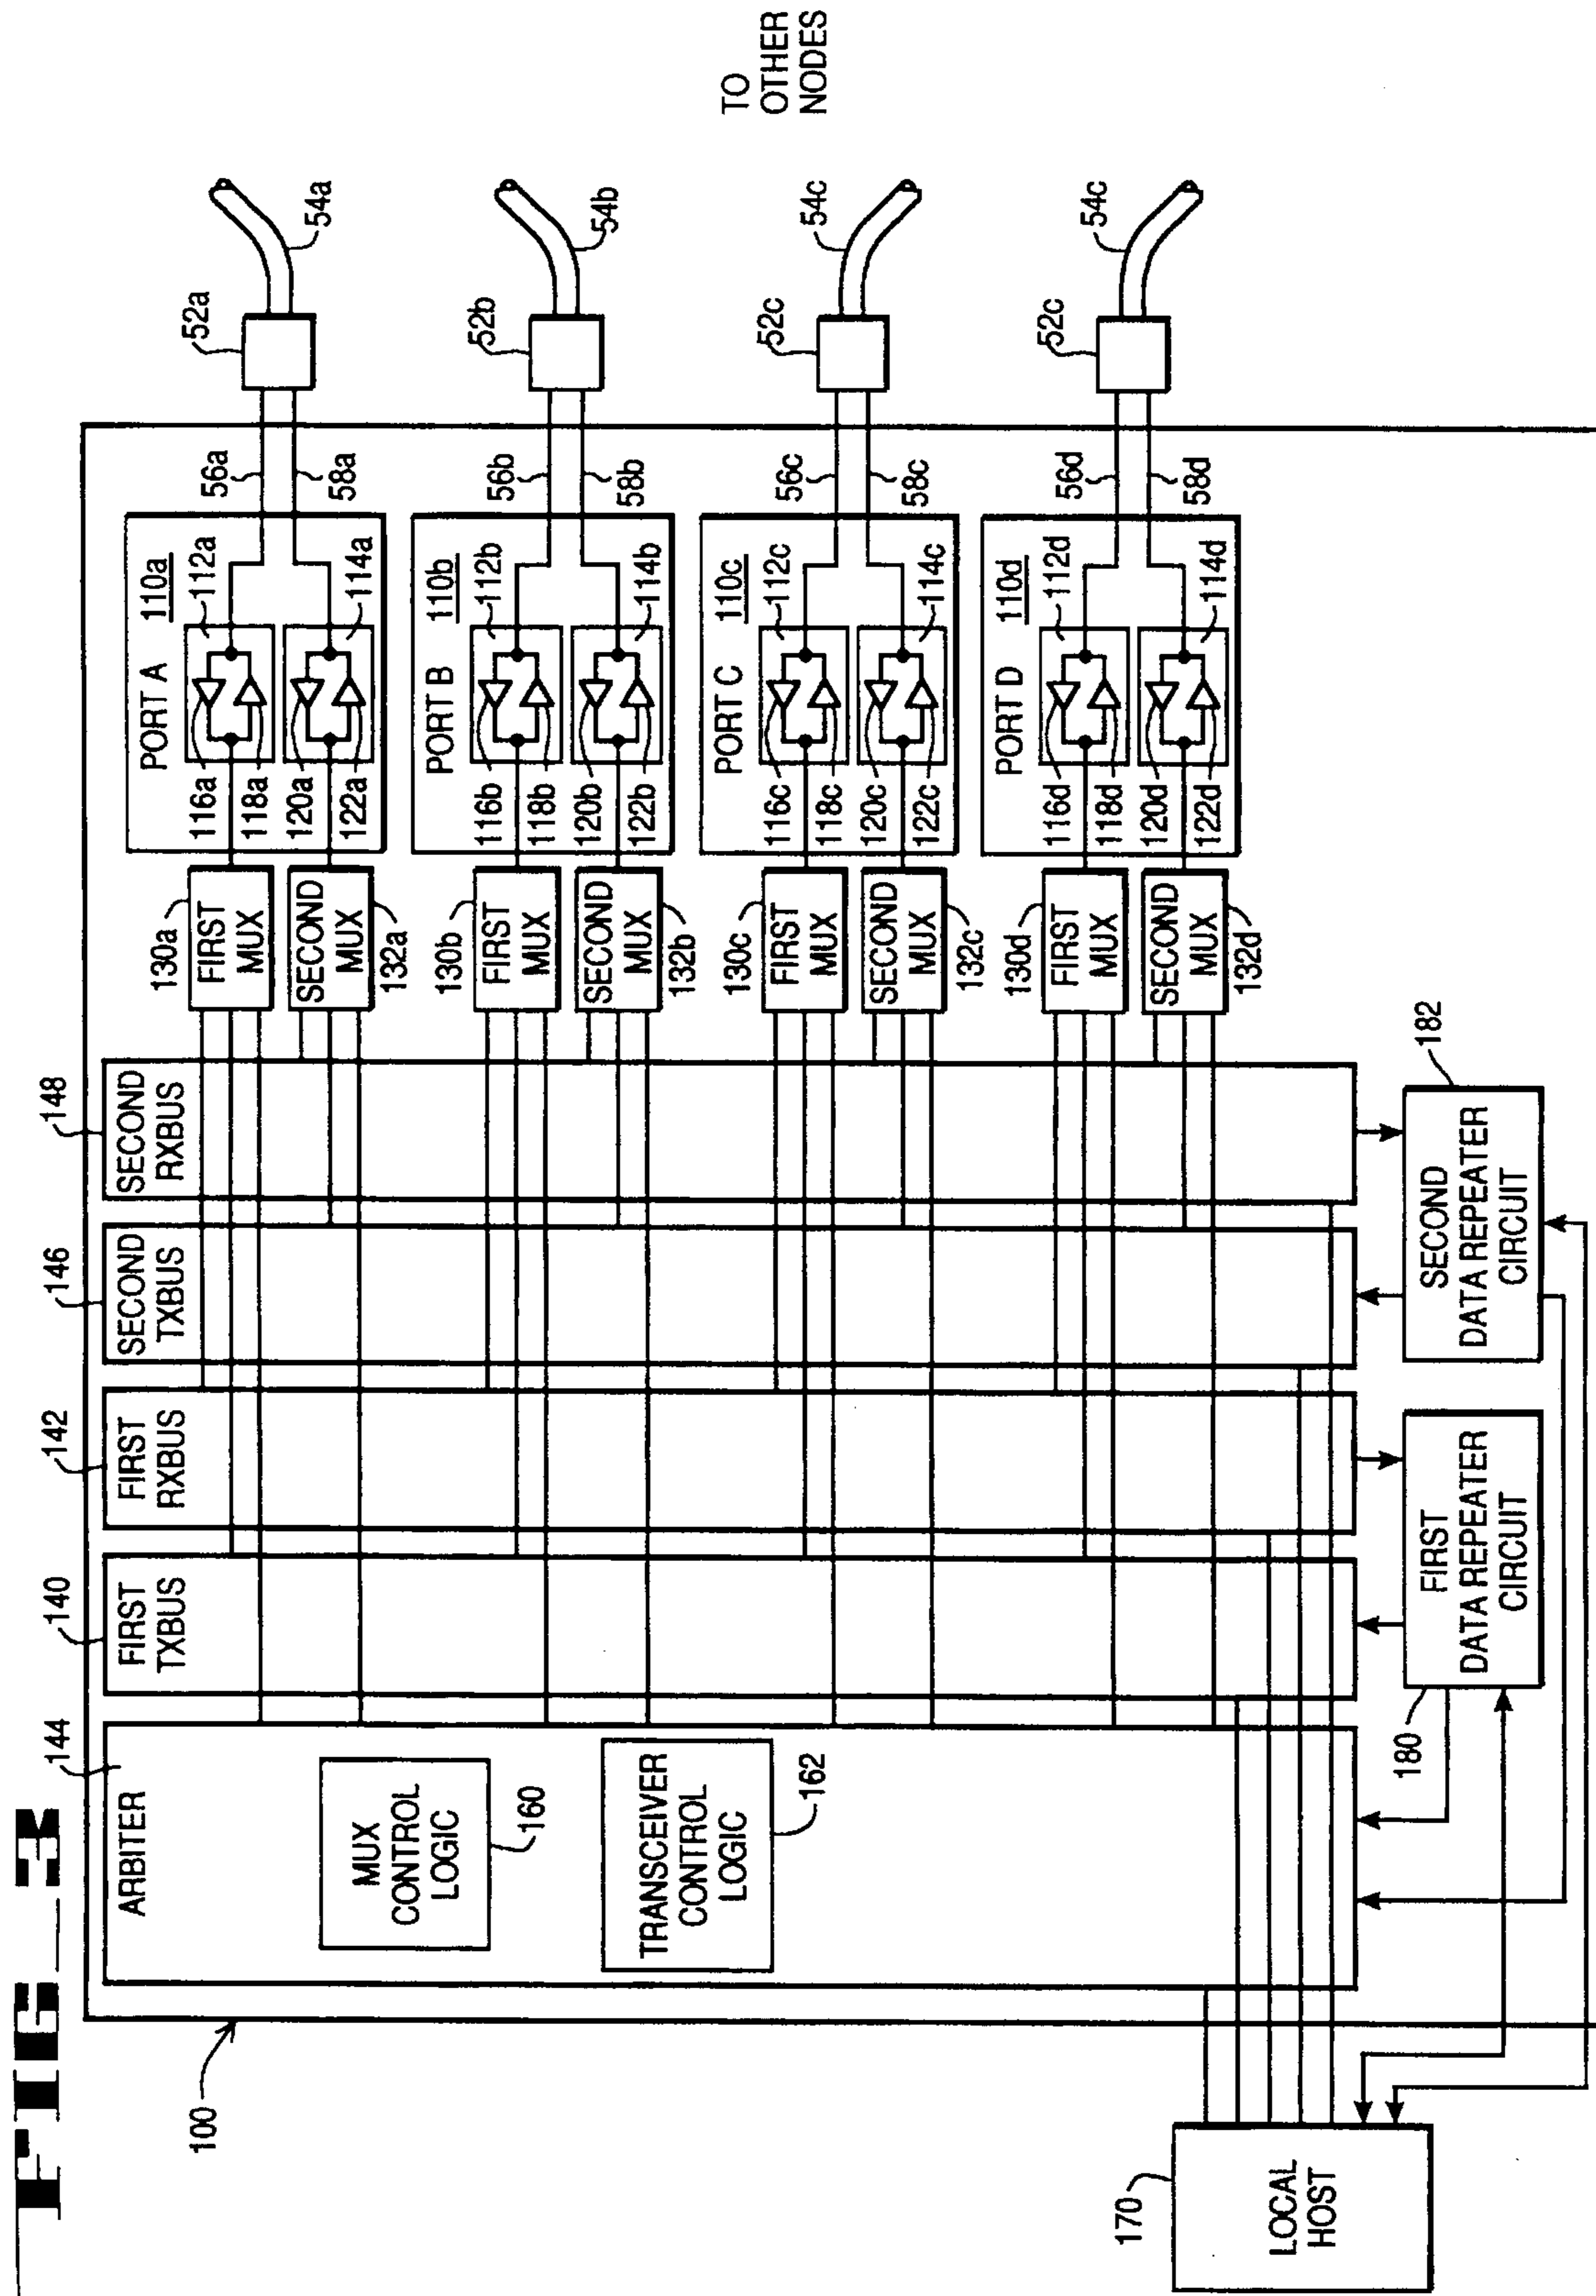 FIG_3
100
ARBITER
144
MUX
CONTROL
LOGIC
160
TRANSCEIVER
CONTROL
LOGIC
162
FIRST
TXBUS
140
FIRST
RXBUS
142
SECOND
TXBUS
146
SECOND
RXBUS
148
130a
FIRST
MUX
SECOND
MUX
132a
130b
FIRST
MUX
SECOND
MUX
132b
130c
FIRST
MUX
SECOND
MUX
132c
130d
FIRST
MUX
SECOND
MUX
132d
PORT A
110a
112a
114a
116a
118a
120a
122a
PORT B
110b
112b
114b
116b
118b
120b
122b
PORT C
110c
112c
114c
116c
118c
120c
122c
PORT D
110d
112d
114d
116d
118d
120d
122d
56a
58a
56b
58b
56c
58c
56d
58d
52a
52b
52c
52c
54a
54b
54c
54c
TO
OTHER
NODES
170
LOCAL
HOST
180
FIRST
DATA REPEATER
CIRCUIT
182
SECOND
DATA REPEATER
CIRCUIT